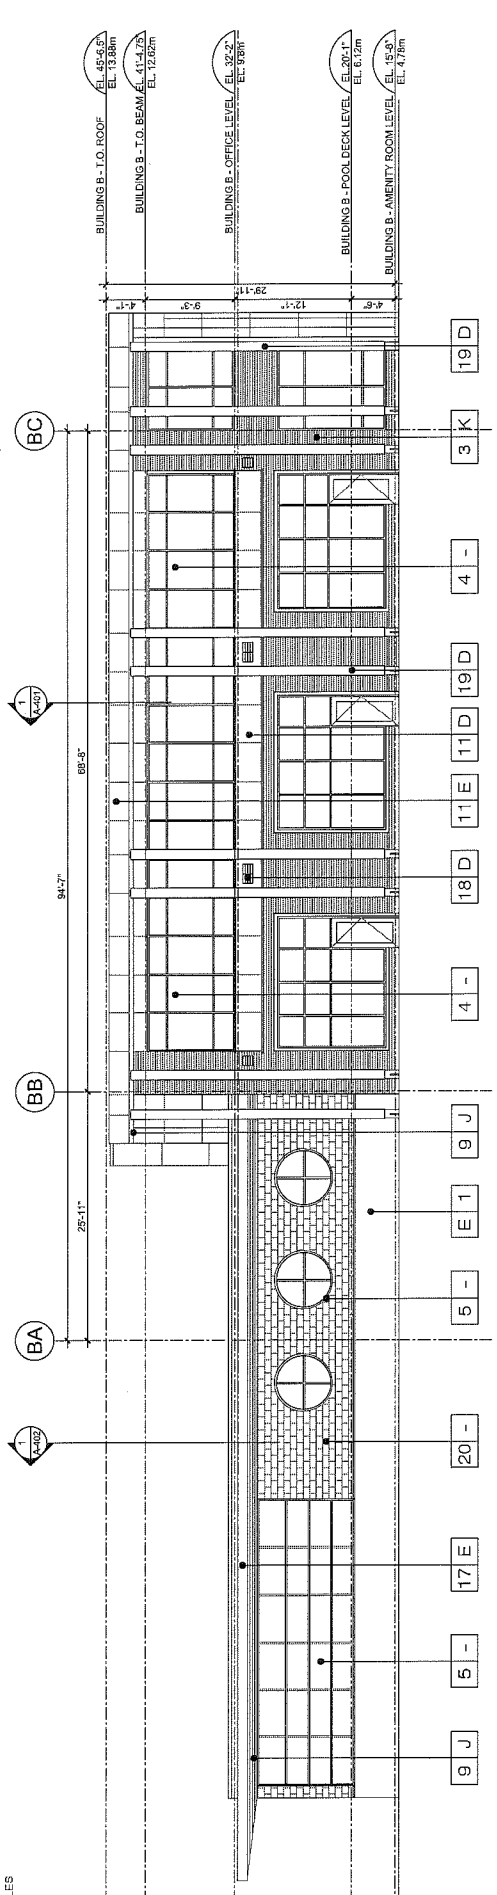 BUILDING B - T.O. ROOF
EL. 45'-6.5"
EL. 13.88m
BUILDING B - T.O. BEAM
EL. 41'-4.75"
EL. 12.62m
BUILDING B - OFFICE LEVEL
EL. 32'-2"
EL. 9.8m
BUILDING B - POOL DECK LEVEL
EL. 20'-1"
EL. 6.12m
BUILDING B - AMENITY ROOM LEVEL
EL. 15'-8"
EL. 4.78m
4'-1"
9'-3"
12'-1"
4'-6"
29'-11"
BA
BB
BC
94'-7"
25'-11"
68'-8"
1
A-402
1
A-401
9 J
5 -
17 E
20 -
5 -
E 1
9 J
4 -
18 D
11 E
11 D
19 D
4 -
3 K
19 D
LES